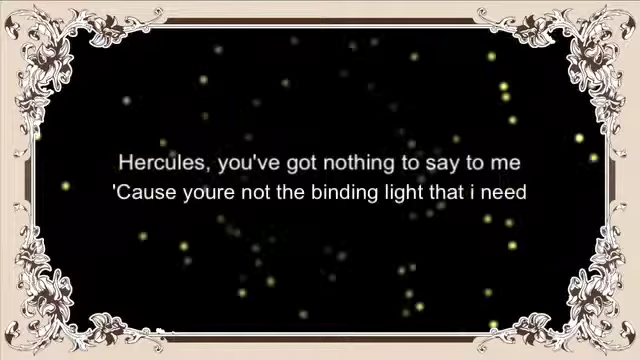 Hercules, you've got nothing to say to me
'Cause youre not the binding light that i need